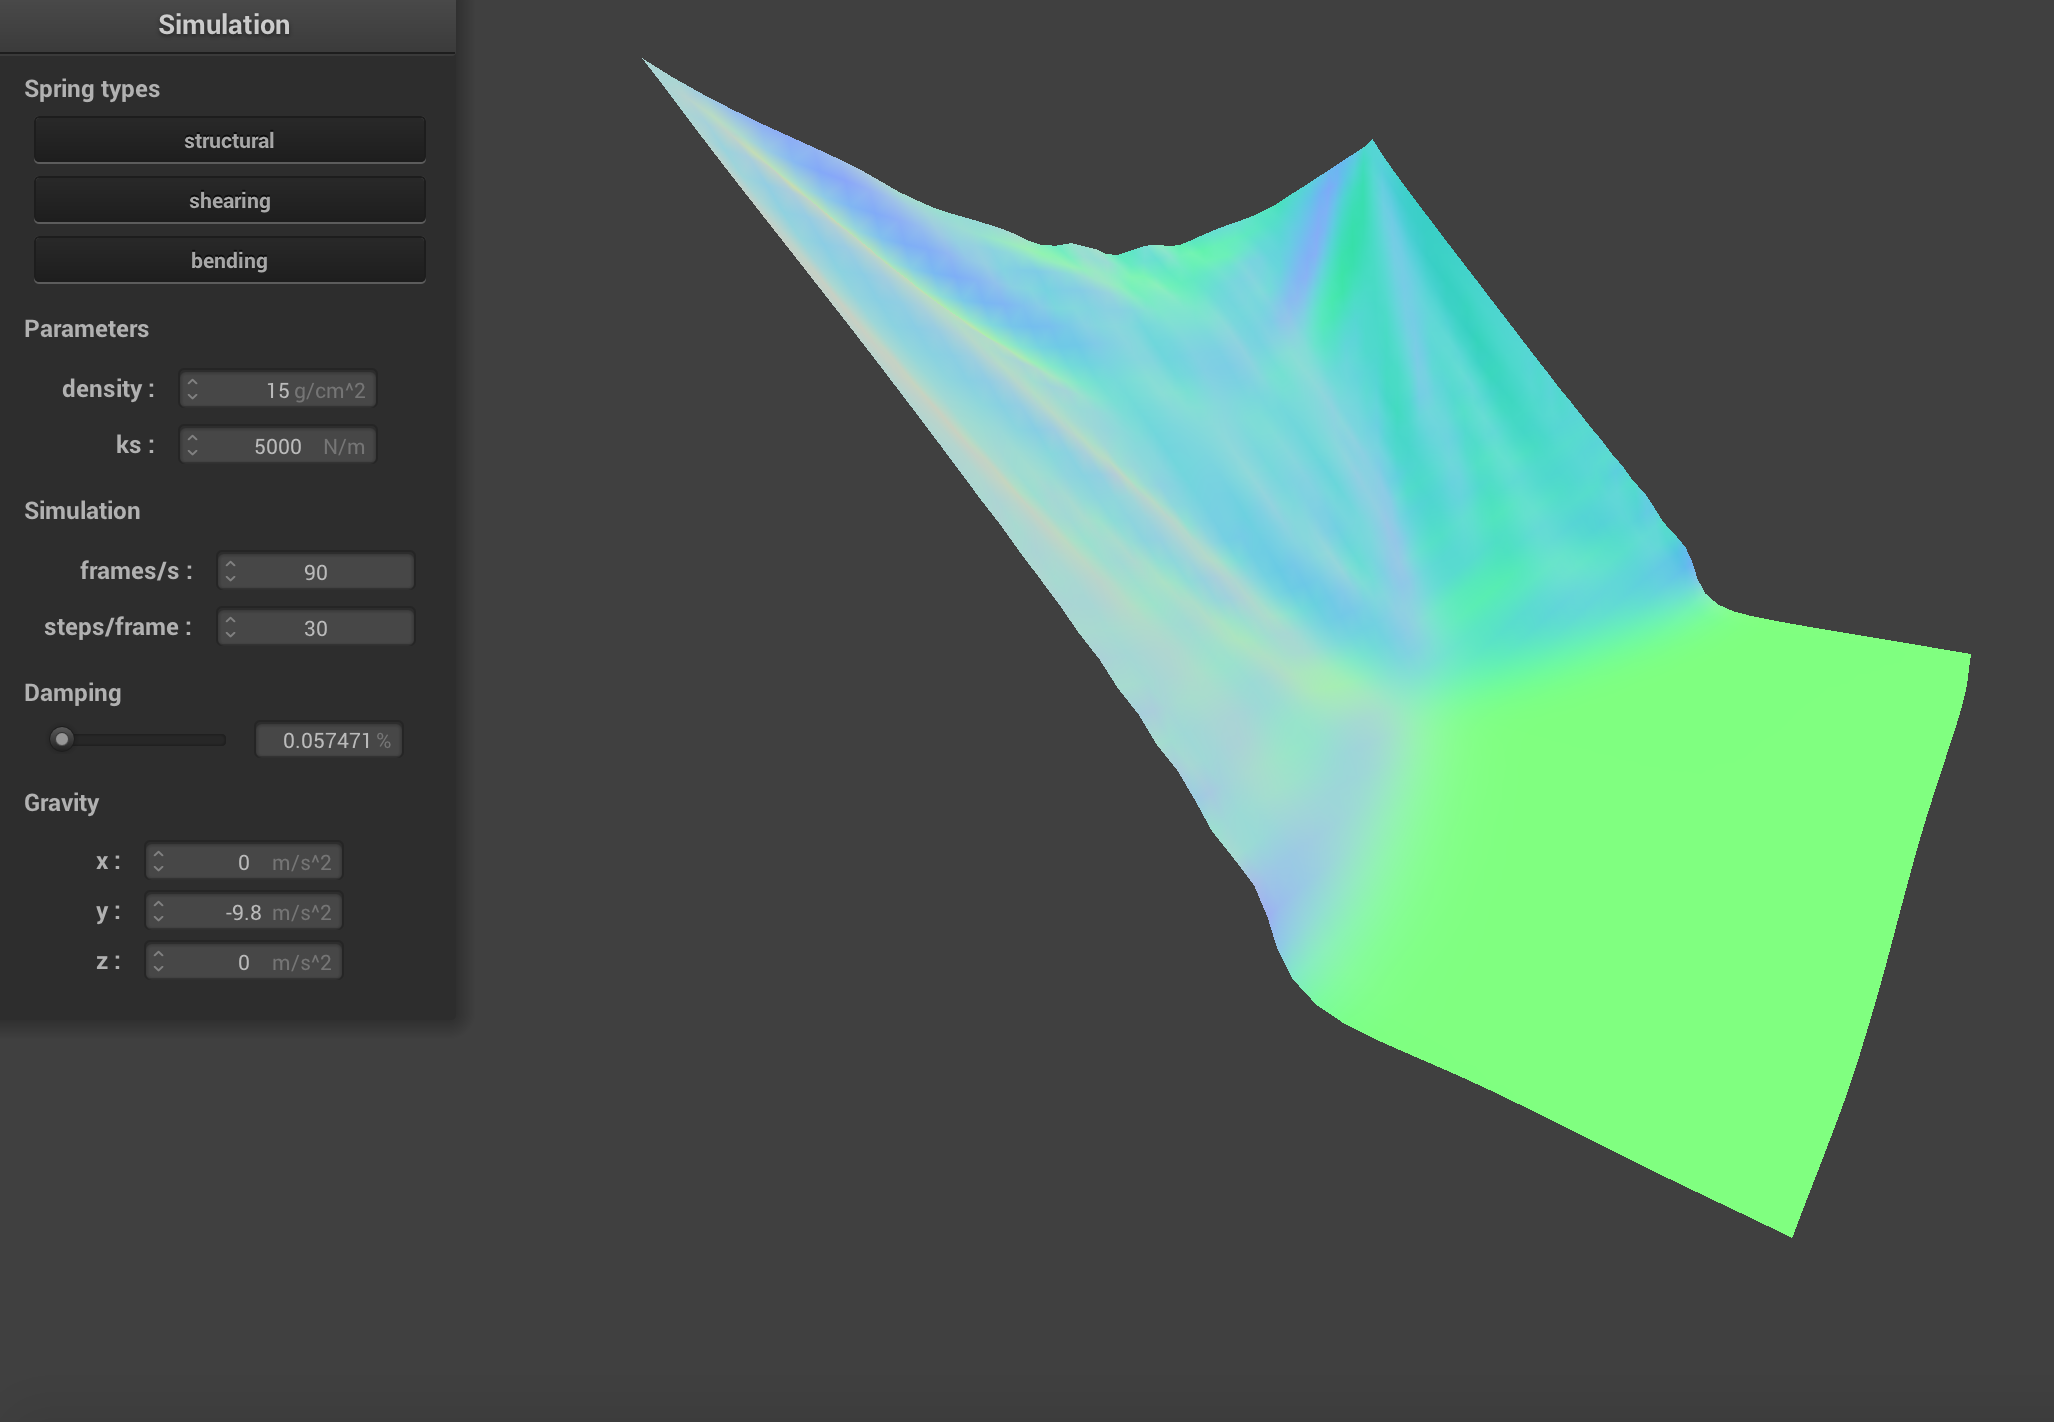 Simulation
Spring types
structural
shearing
bending
Parameters
density : 15 g/cm^2
ks : 5000 N/m
Simulation
frames/s : 90
steps/frame : 30
Damping
0.057471 %
Gravity
x : 0 m/s^2
y : -9.8 m/s^2
z : 0 m/s^2